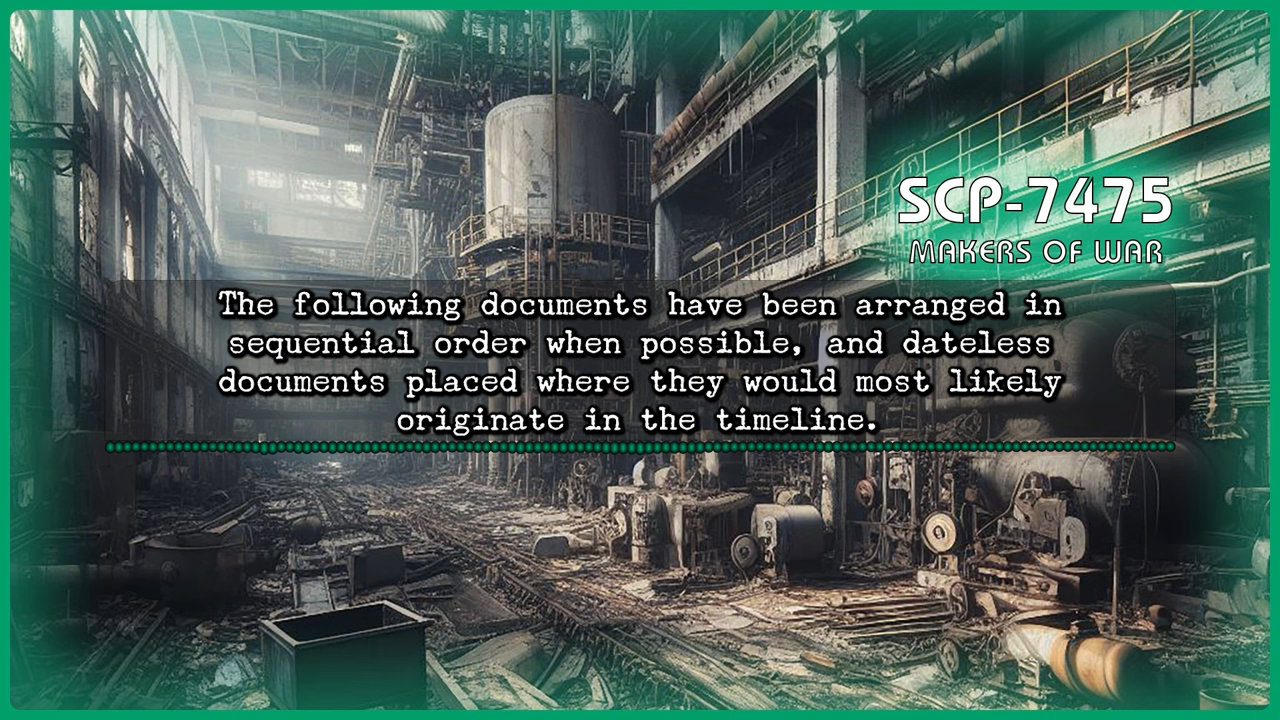 SCP-7475
MAKERS OF WAR
The following documents have been arranged in
sequential order when possible, and dateless
documents placed where they would most likely
originate in the timeline.